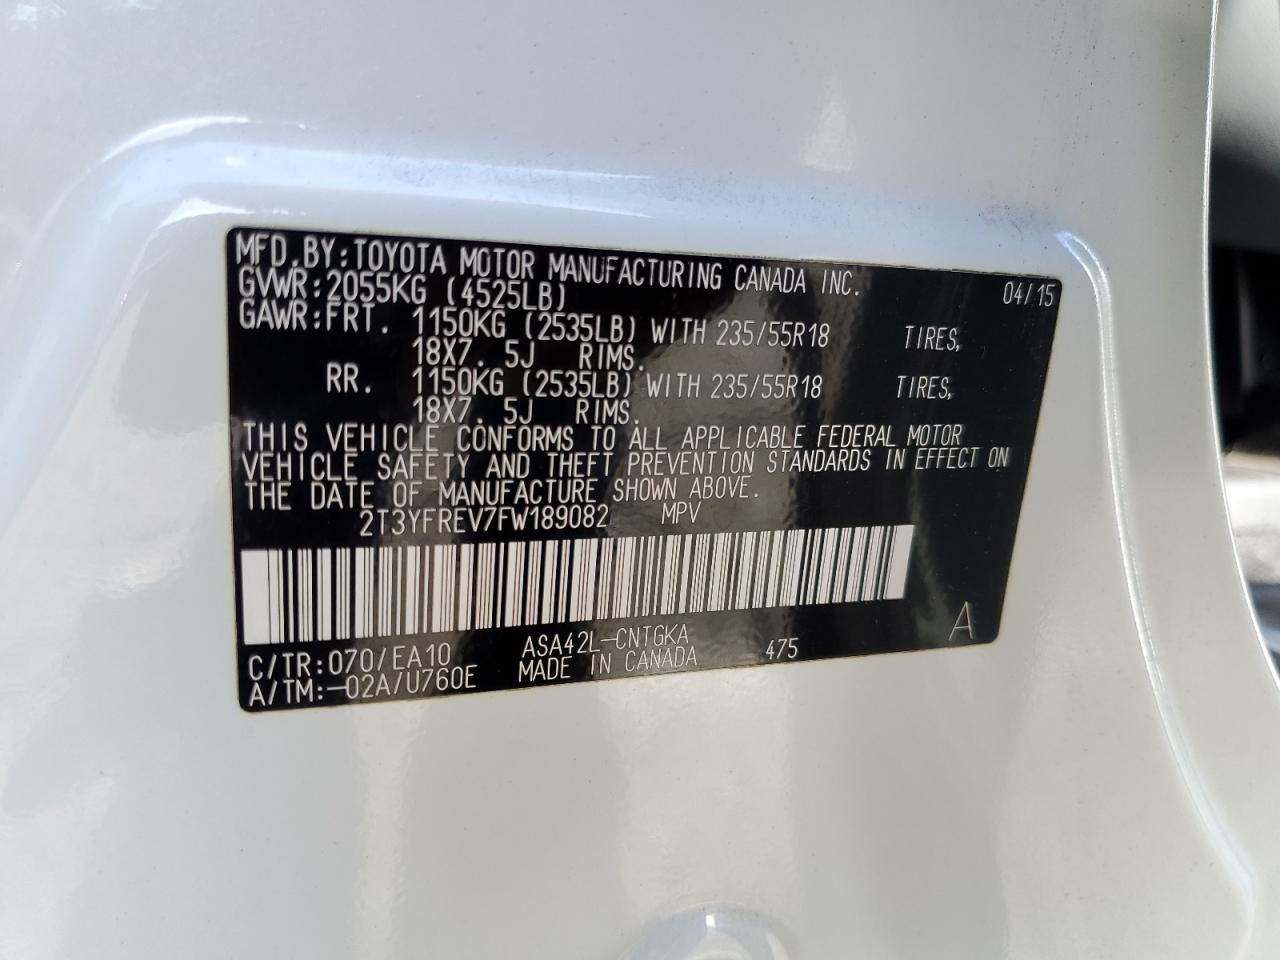 MFD.BY:TOYOTA MOTOR MANUFACTURING CANADA INC. 04/15
GVWR:2055KG (4525LB)
GAWR:FRT. 1150KG (2535LB) WITH 235/55R18 TIRES,
18X7. 5J RIMS.
RR. 1150KG (2535LB) WITH 235/55R18 TIRES,
18X7. 5J RIMS.
THIS VEHICLE CONFORMS TO ALL APPLICABLE FEDERAL MOTOR
VEHICLE SAFETY AND THEFT PREVENTION STANDARDS IN EFFECT ON
THE DATE OF MANUFACTURE SHOWN ABOVE.
2T3YFREV7FW189082 MPV
C/TR:070/EA10 ASA42L-CNTGKA 475 A
A/TM:-02A/U760E MADE IN CANADA